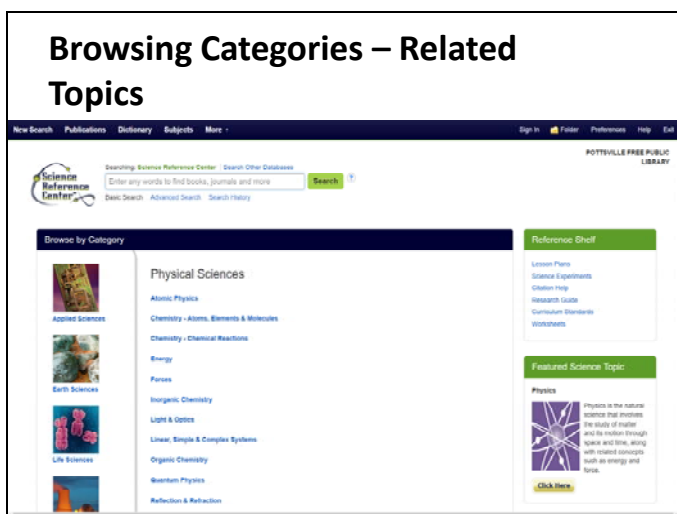 Browsing Categories – Related
Topics
New Search Publications Dictionary Subjects More
Sign In Folder Preferences Help Exit
POTTSVILLE FREE PUBLIC
LIBRARY
Science
Reference
Center
Searching: Science Reference Center Search Other Databases
Enter any words to find books, journals and more
Search ?
Basic Search Advanced Search Search History
Browse by Category
Applied Sciences
Earth Sciences
Life Sciences
Physical Sciences
Atomic Physics
Chemistry - Atoms, Elements & Molecules
Chemistry - Chemical Reactions
Energy
Forces
Inorganic Chemistry
Light & Optics
Linear, Simple & Complex Systems
Organic Chemistry
Quantum Physics
Reflection & Refraction
Reference Shelf
Lesson Plans
Science Experiments
Citation Help
Research Guide
Curriculum Standards
Worksheets
Featured Science Topic
Physics
Physics is the natural
science that involves
the study of matter
and its motion through
space and time, along
with related concepts
such as energy and
force.
Click Here